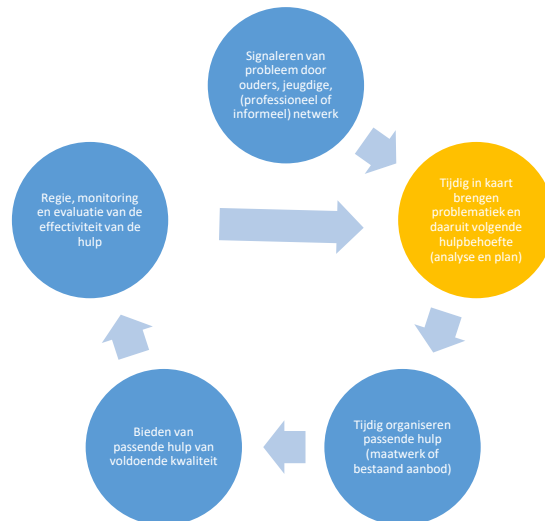 Signaleren van
probleem door
ouders, jeugdige,
(professioneel of
informeel) netwerk
Tijdig in kaart
brengen
problematiek en
daaruit volgende
hulpbehoefte
(analyse en plan)
Tijdig organiseren
passende hulp
(maatwerk of
bestaand aanbod)
Bieden van
passende hulp van
voldoende kwaliteit
Regie, monitoring
en evaluatie van de
effectiviteit van de
hulp